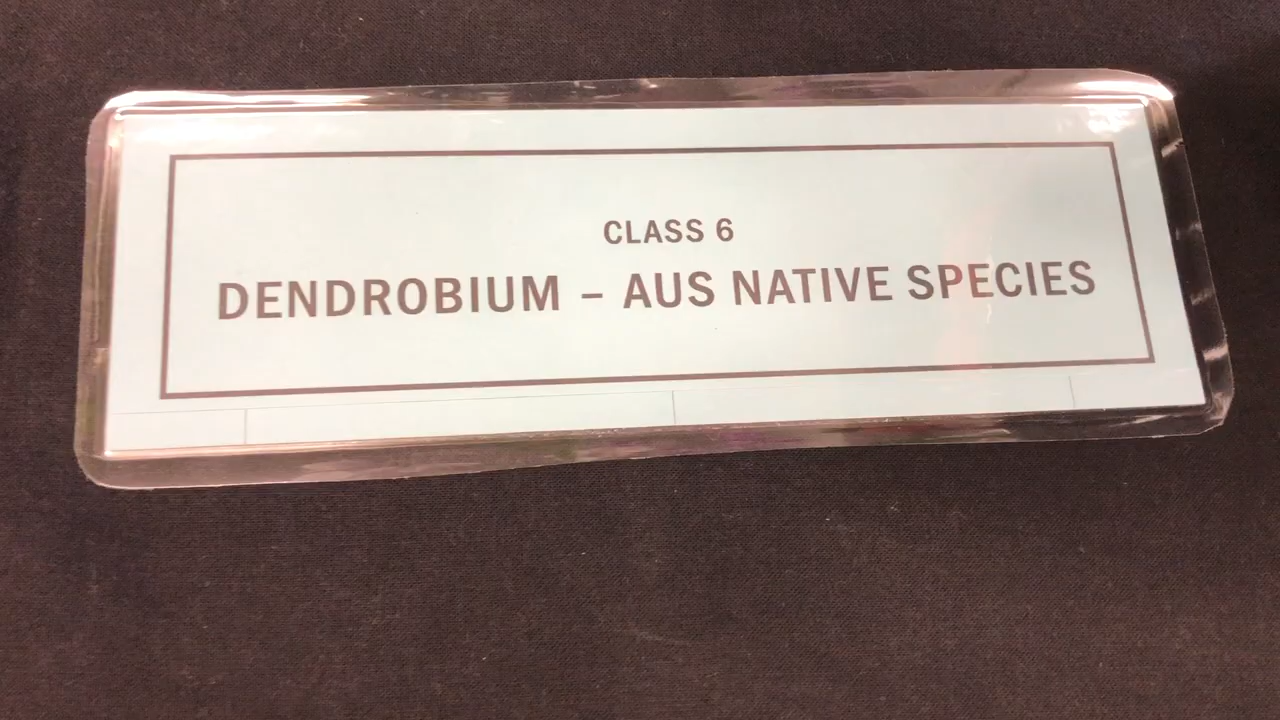 CLASS 6
DENDROBIUM – AUS NATIVE SPECIES